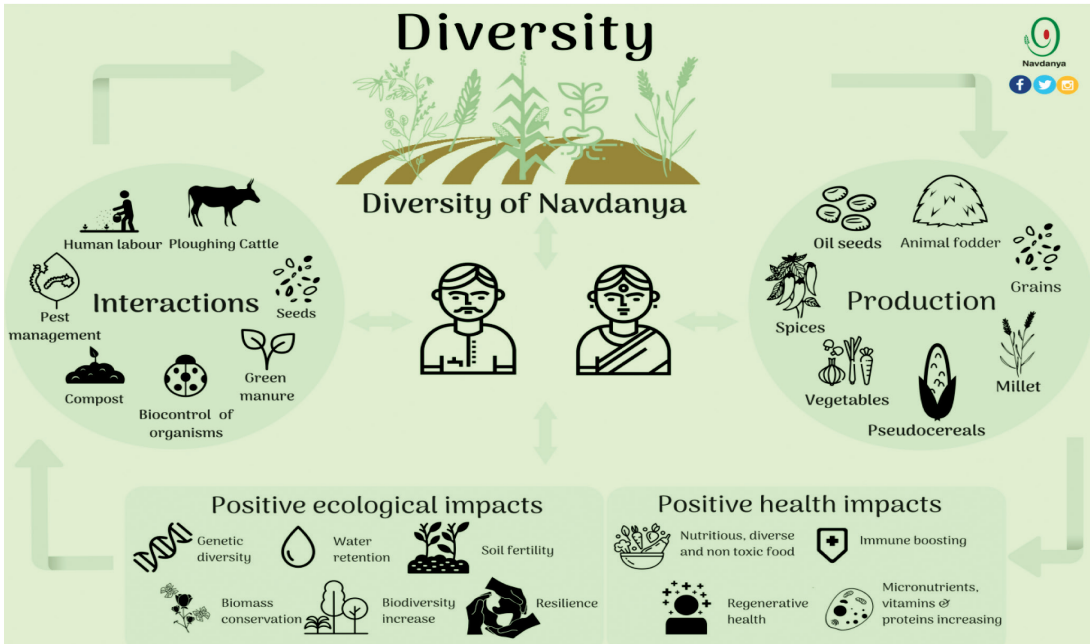 Diversity
Navdanya
Diversity of Navdanya
Human labour
Ploughing Cattle
Pest
management
Interactions
Seeds
Compost
Biocontrol of
organisms
Green
manure
Oil seeds
Animal fodder
Grains
Spices
Production
Vegetables
Millet
Pseudocereals
Positive ecological impacts
Genetic
diversity
Water
retention
Soil fertility
Biomass
conservation
Biodiversity
increase
Resilience
Positive health impacts
Nutritious, diverse
and non toxic food
Immune boosting
Regenerative
health
Micronutrients,
vitamins &
proteins increasing